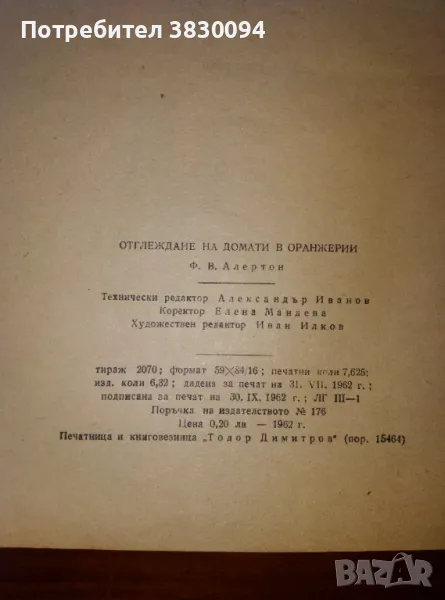 Потребител 3830094
ОТГЛЕЖДАНЕ НА ДОМАТИ В ОРАНЖЕРИИ
Ф. В. Алертон
Технически редактор Александър Иванов
Коректор Елена Мандева
Художествен редактор Иван Илков
тираж 2070; формат 59×84/16; печатни коли 7,625;
изд. коли 6,32; дадена за печат на 31. VII. 1962 г.;
подписана за печат на 30. IX. 1962 г.; ЛГ III—1
Поръчка на издателството № 176
Цена 0,20 лв — 1962 г.
Печатница и книговезница „Тодор Димитров“ (пор. 15464)
BAZAR